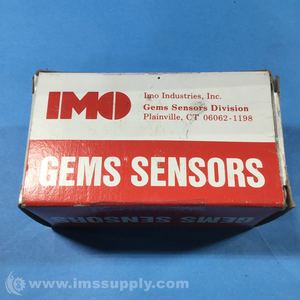 IMO
Imo Industries, Inc.
Gems Sensors Division
Plainville, CT 06062-1198
GEMS SENSORS
GEMS SENSORS
© www.imssupply.com